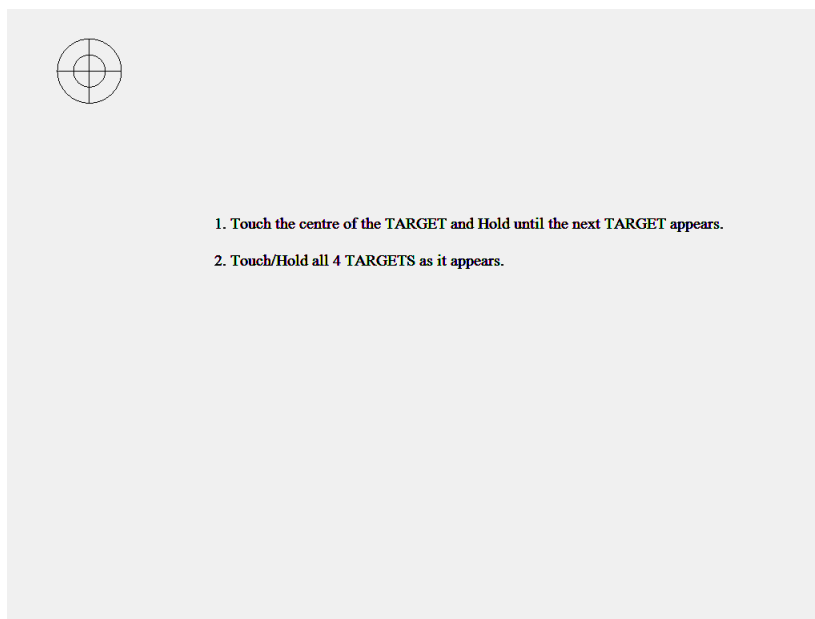 1. Touch the centre of the TARGET and Hold until the next TARGET appears.
2. Touch/Hold all 4 TARGETS as it appears.